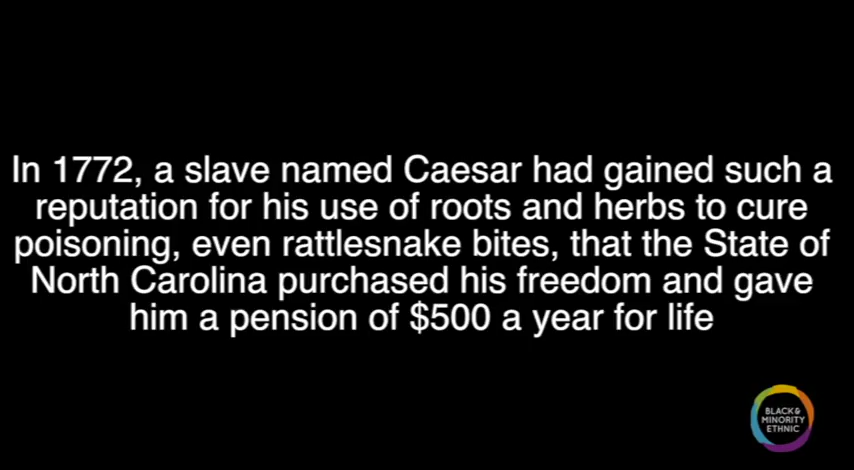 In 1772, a slave named Caesar had gained such a
reputation for his use of roots and herbs to cure
poisoning, even rattlesnake bites, that the State of
North Carolina purchased his freedom and gave
him a pension of $500 a year for life
BLACK&
MINORITY
ETHNIC